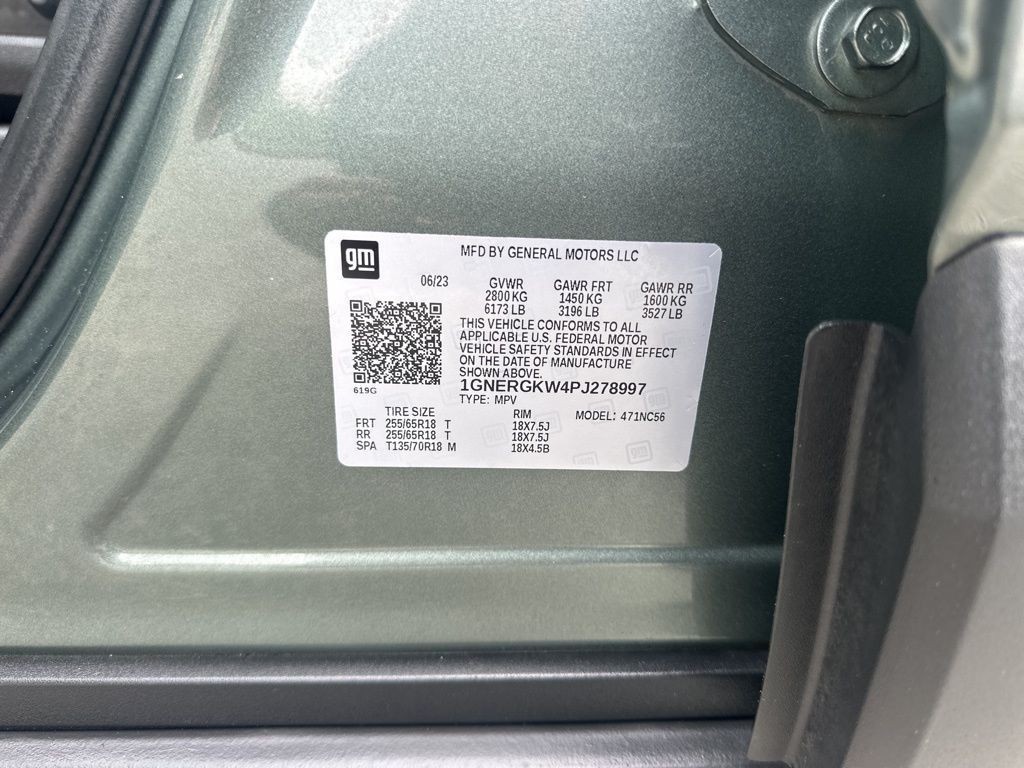 gm
MFD BY GENERAL MOTORS LLC
06/23 GVWR GAWR FRT GAWR RR
2800 KG 1450 KG 1600 KG
6173 LB 3196 LB 3527 LB
THIS VEHICLE CONFORMS TO ALL
APPLICABLE U.S. FEDERAL MOTOR
VEHICLE SAFETY STANDARDS IN EFFECT
ON THE DATE OF MANUFACTURE
SHOWN ABOVE.
619G
1GNERGKW4PJ278997
TYPE: MPV
MODEL: 471NC56
TIRE SIZE RIM
FRT 255/65R18 T 18X7.5J
RR 255/65R18 T 18X7.5J
SPA T135/70R18 M 18X4.5B